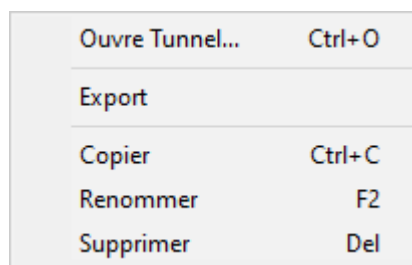 Ouvre Tunnel... Ctrl+O
Export
Copier Ctrl+C
Renommer F2
Supprimer Del